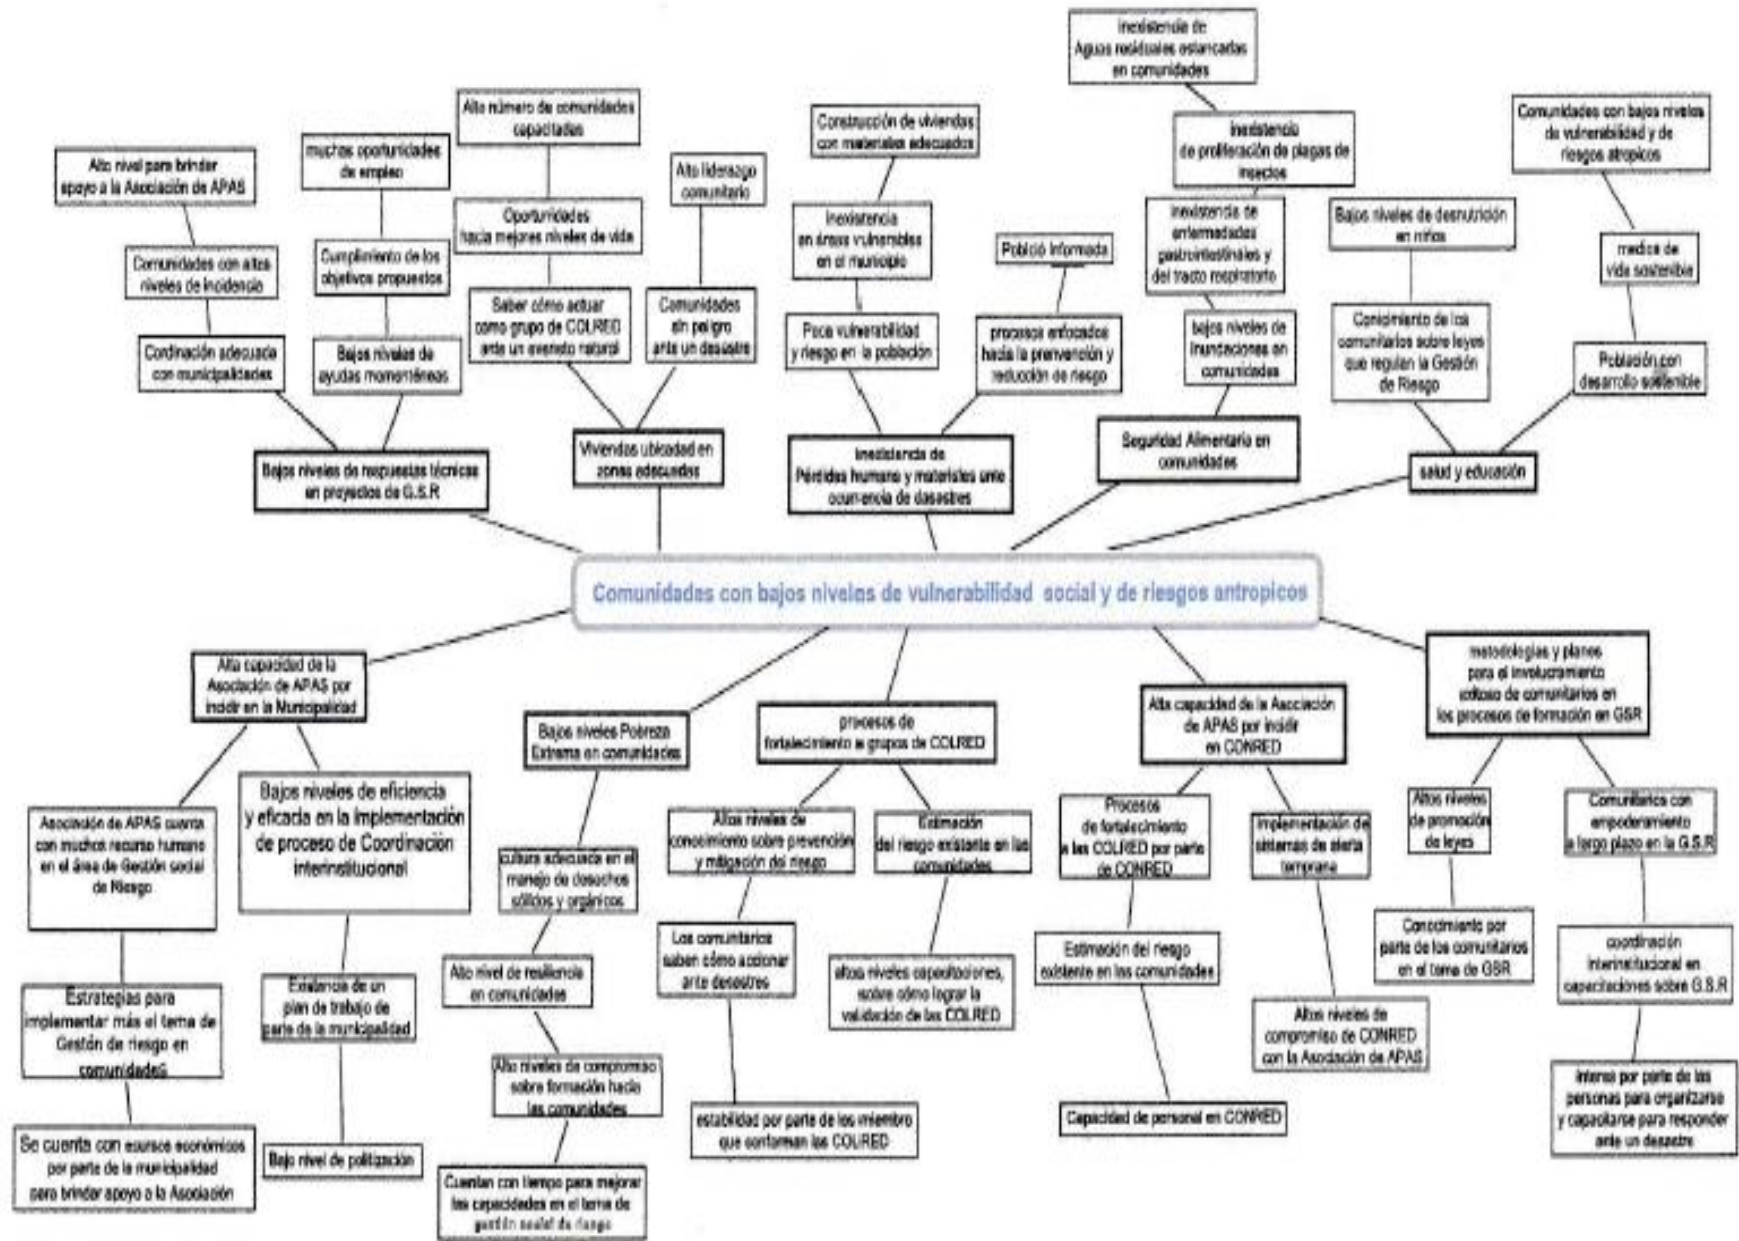 inexistencia de
Aguas residuales estancadas
en comunidades
Alto número de comunidades
capacitadas
Construcción de viviendas
con materiales adecuados
Comunidades con bajos niveles
de vulnerabilidad y de
riesgos atropicos
muchas oportunidades
de empleo
inexistencia
de proliferación de plagas de
insectos
Alto nivel para brinder
apoyo a la Asociación de APAS
Alto liderazgo
comunitario
Oportunidades
hacia mejores niveles de vida
inexistencia
en áreas vulnerables
en el municipio
inexistencia de
enfermedades
gastrointestinales y
del tracto respiratorio
Bajos niveles de desnutrición
en niños
Comunidades con altos
niveles de incidencia
Cumplimiento de los
objetivos propuestos
Poblció Informada
medica de
vida sostenible
Saber cómo actuar
como grupo de COLRED
ante un evensto natural
Comunidades
sin peligro
ante un desastre
Poca vulnerabilidad
y riesgo en la población
procesos enfocados
hacia la prenvención y
reducción de riesgo
bajos niveles de
inundaciones en
comunidades
Conicimiento de los
comunitarios sobre leyes
que regulan la Gestión
de Riesgo
Cordinación adecuada
con municipalidades
Bajos niveles de
ayudas momentáneas
Población con
desarrollo sostenible
Bajos niveles de respuestas técnicas
en proyectos de G.S.R
Viviendas ubicadad en
zonas adecuadas
inexistencia de
Pérdides humano y materistes unte
ocurrencia de dasastres
Seguridad Alimentaria en
comunidades
salud y educación
Comunidades con bajos niveles de vulnerabilidad social y de riesgos antropicos
Alta capacidad de la
Asociación de APAS por
incidir en la Municipalidad
Bajos niveles Pobreza
Extrema en comunidades
procesos de
fortalecimiento a grupos de COLRED
Alta capacidad de la Asociación
de APAS por incidir
en CONRED
metodologías y planes
para el involucramiento
exitoso de comunitarios en
los procesos de formación en GSR
Asociación de APAS cuenta
con muchos recurso humano
en el área de Gestión social
de Riesgo
Bajos niveles de eficiencia
y eficacia en la Implementación
de proceso de Coordinación
interinstitucional
cultura adecuada en el
manejo de desechos
sólidos y orgánicos
Altos niveles de
conocimiento sobre prevención
y mitigación del riesgo
Estimación
del riesgo existente en las
comunidades
Procesos
de fortalecimiento
a las COLRED por parte
de CONRED
implementación de
sistemas de alerta
temprana
Altos niveles
de promoción
de leyes
Comunitarios con
empoderamiento
a largo plazo en la G.S.R
Estrategias para
implementar más el tema de
Gestón de riesgo en
comunidades
Existencia de un
plan de trabajo de
parte de la municipalidad
Alto nivel de resiliencia
en comunidades
Los comunitarios
saben cómo accionar
ante desastres
altos niveles capacitaciones,
sobre cómo lograr la
validación de las COLRED
Estimación del riesgo
existente en las comunidades
Altos niveles de
compromiso de CONRED
con la Asociación de APAS
Conocimiento por
parte de los comunitarios
en el tema de GSR
coordinación
interinstitucional en
capacitaciones sobre G.S.R
Se cuenta con ecursos económicos
por parte de la municipalidad
para brindar apoyo a la Asociación
Bajo nivel de politización
Alto niveles de compromiso
sobre formación hacia
las comunidades
Cuentan con tiempo para mejorar
las capacidades en el tema de
gestión social de riesgo
estabilidad por parte de los miembro
que conforman las COLRED
Capacidad de personal en CONRED
interes por parte de las
personas para organizarse
y capacitarse para responder
ante un desastre